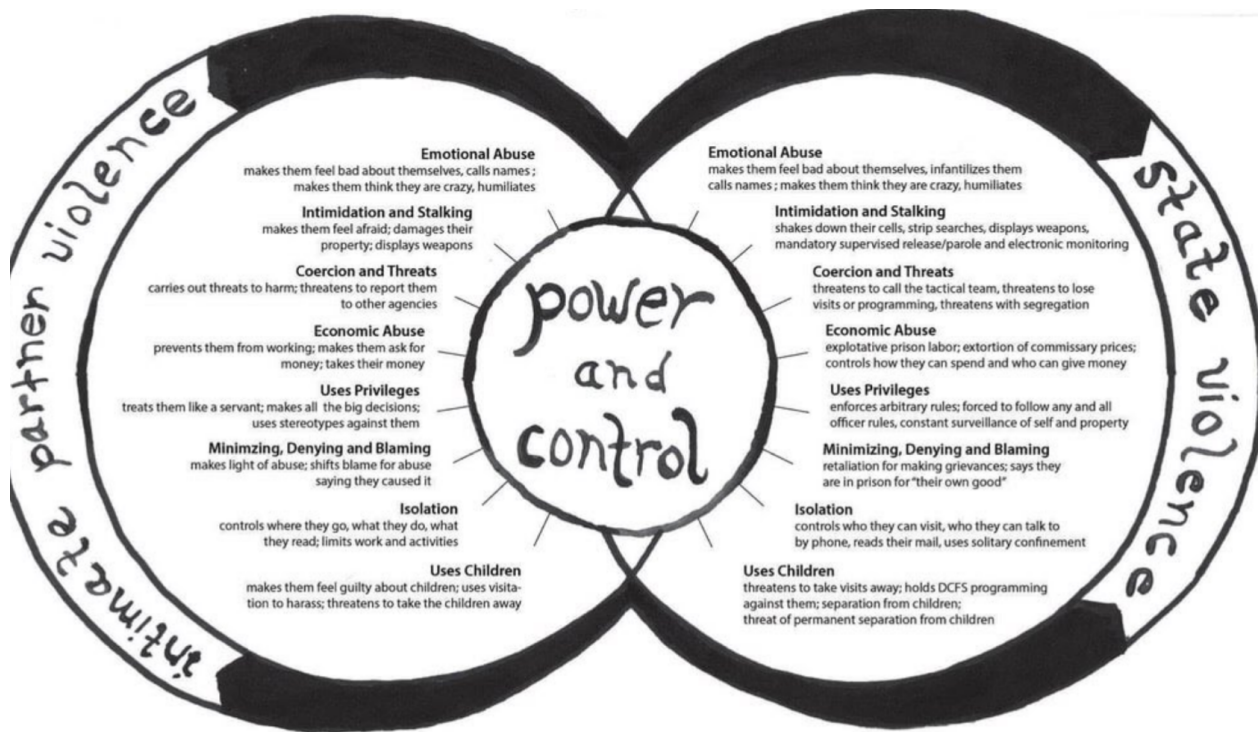 intimate partner violence
Emotional Abuse
makes them feel bad about themselves, calls names ;
makes them think they are crazy, humiliates
Intimidation and Stalking
makes them feel afraid; damages their
property; displays weapons
Coercion and Threats
carries out threats to harm; threatens to report them
to other agencies
Economic Abuse
prevents them from working; makes them ask for
money; takes their money
Uses Privileges
treats them like a servant; makes all the big decisions;
uses stereotypes against them
Minimzing, Denying and Blaming
makes light of abuse; shifts blame for abuse
saying they caused it
Isolation
controls where they go, what they do, what
they read; limits work and activities
Uses Children
makes them feel guilty about children; uses visita-
tion to harass; threatens to take the children away
power
and
control
Emotional Abuse
makes them feel bad about themselves, infantilizes them
calls names ; makes them think they are crazy, humiliates
Intimidation and Stalking
shakes down their cells, strip searches, displays weapons,
mandatory supervised release/parole and electronic monitoring
Coercion and Threats
threatens to call the tactical team, threatens to lose
visits or programming, threatens with segregation
Economic Abuse
explotative prison labor; extortion of commissary prices;
controls how they can spend and who can give money
Uses Privileges
enforces arbitrary rules; forced to follow any and all
officer rules, constant surveillance of self and property
Minimizing, Denying and Blaming
retaliation for making grievances; says they
are in prison for "their own good"
Isolation
controls who they can visit, who they can talk to
by phone, reads their mail, uses solitary confinement
Uses Children
threatens to take visits away; holds DCFS programming
against them; separation from children;
threat of permanent separation from children
state violence